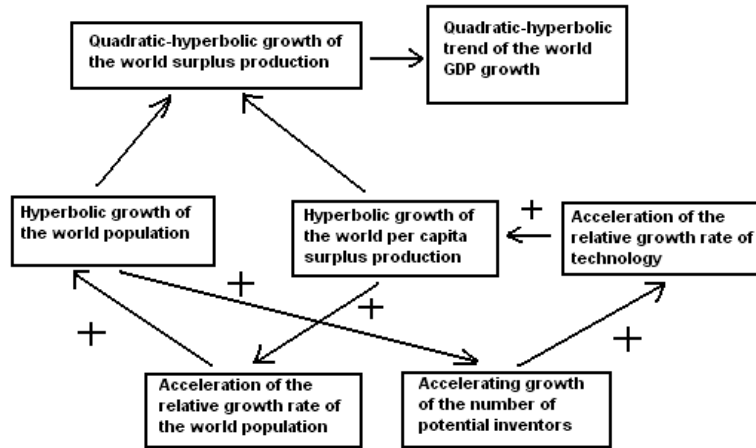 Quadratic-hyperbolic growth of
the world surplus production
Quadratic-hyperbolic
trend of the world
GDP growth
Hyperbolic growth of
the world population
Hyperbolic growth of
the world per capita
surplus production
Acceleration of the
relative growth rate of
technology
Acceleration of the
relative growth rate of
the world population
Accelerating growth
of the number of
potential inventors
+
+
+
+
+